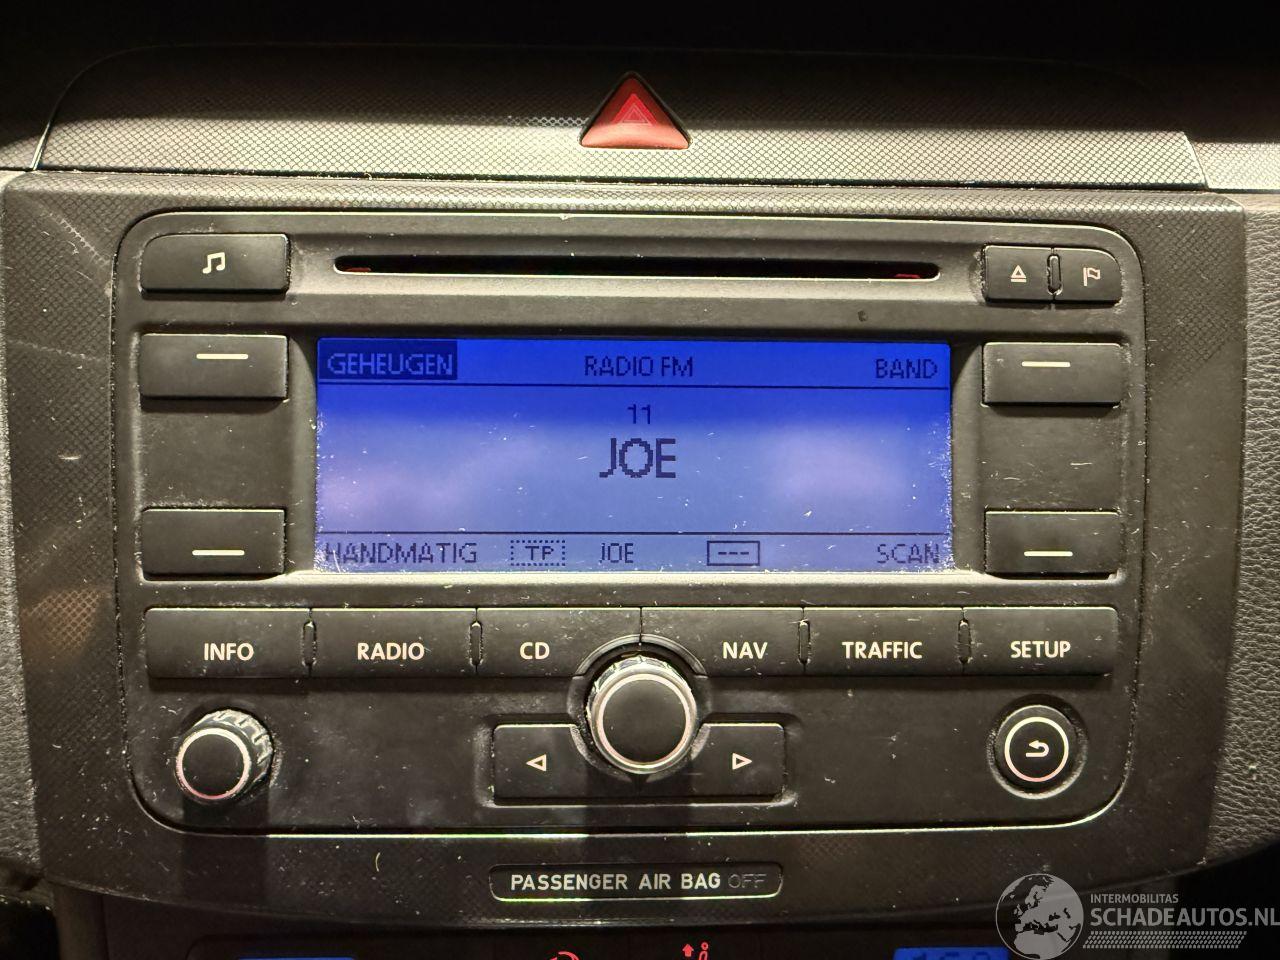 GEHEUGEN RADIO FM BAND
11
JOE
HANDMATIG TP JOE --- SCAN
INFO RADIO CD NAV TRAFFIC SETUP
PASSENGER AIR BAG OFF
INTERMOBILITAS
SCHADEAUTOS.NL